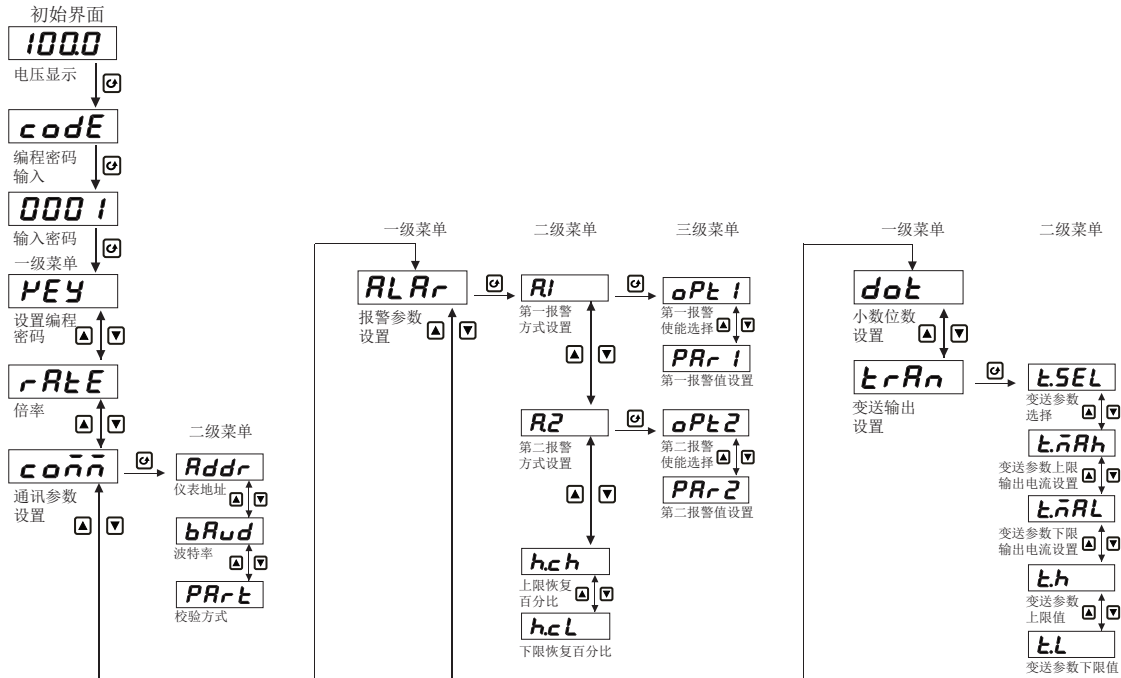 初始界面
100.0
电压显示
codE
编程密码
输入
0001
输入密码
一级菜单
KEY
设置编程
密码
rAtE
倍率
comm
通讯参数
设置
二级菜单
Addr
仪表地址
bAud
波特率
PArt
校验方式
一级菜单
ALAr
报警参数
设置
二级菜单
A.1
第一报警
方式设置
A.2
第二报警
方式设置
h.ch
上限恢复
百分比
h.cL
下限恢复百分比
三级菜单
oPt1
第一报警
使能选择
PAr1
第一报警值设置
oPt2
第二报警
使能选择
PAr2
第二报警值设置
一级菜单
dot
小数位数
设置
trAn
变送输出
设置
二级菜单
t.SEL
变送参数
选择
t.mAh
变送参数上限
输出电流设置
t.mAL
变送参数下限
输出电流设置
t.h
变送参数
上限值
t.L
变送参数下限值